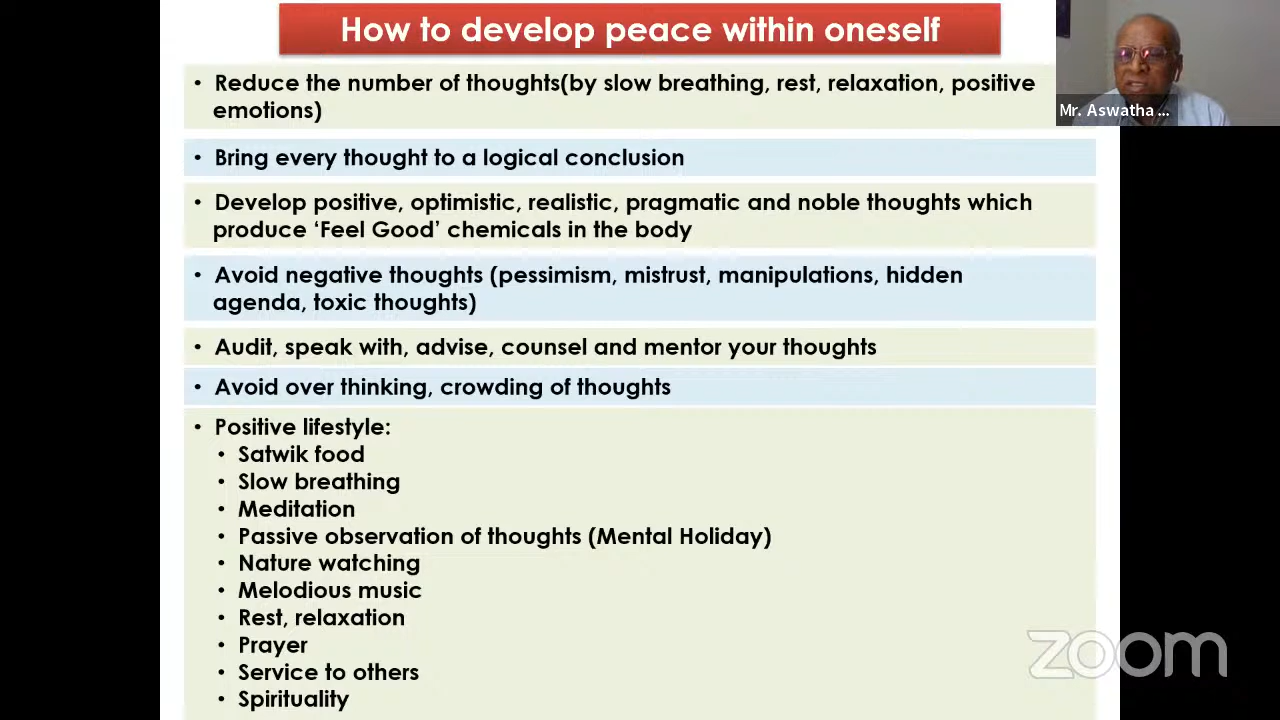 How to develop peace within oneself
• Reduce the number of thoughts(by slow breathing, rest, relaxation, positive
emotions)
• Bring every thought to a logical conclusion
• Develop positive, optimistic, realistic, pragmatic and noble thoughts which
produce ‘Feel Good’ chemicals in the body
• Avoid negative thoughts (pessimism, mistrust, manipulations, hidden
agenda, toxic thoughts)
• Audit, speak with, advise, counsel and mentor your thoughts
• Avoid over thinking, crowding of thoughts
• Positive lifestyle:
• Satwik food
• Slow breathing
• Meditation
• Passive observation of thoughts (Mental Holiday)
• Nature watching
• Melodious music
• Rest, relaxation
• Prayer
• Service to others
• Spirituality
Mr. Aswatha ...
zoom